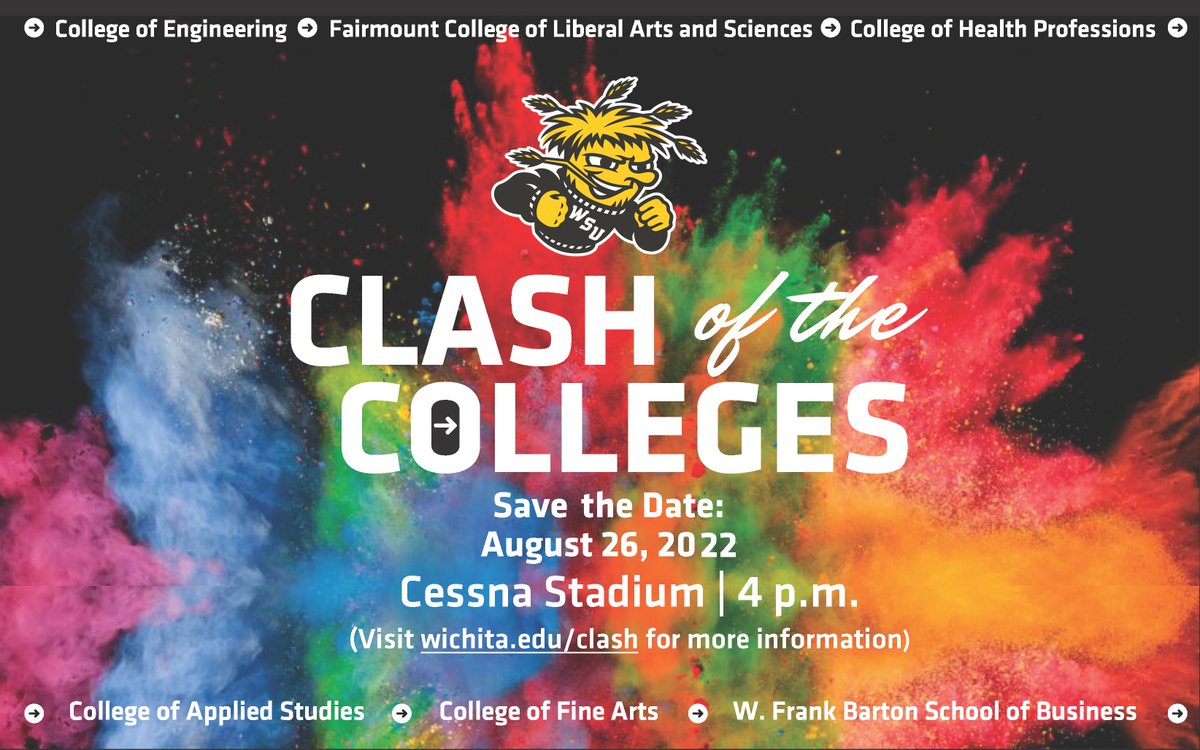 College of Engineering Fairmount College of Liberal Arts and Sciences College of Health Professions
WSU
CLASH of the
COLLEGES
Save the Date:
August 26, 2022
Cessna Stadium | 4 p.m.
(Visit wichita.edu/clash for more information)
College of Applied Studies College of Fine Arts W. Frank Barton School of Business